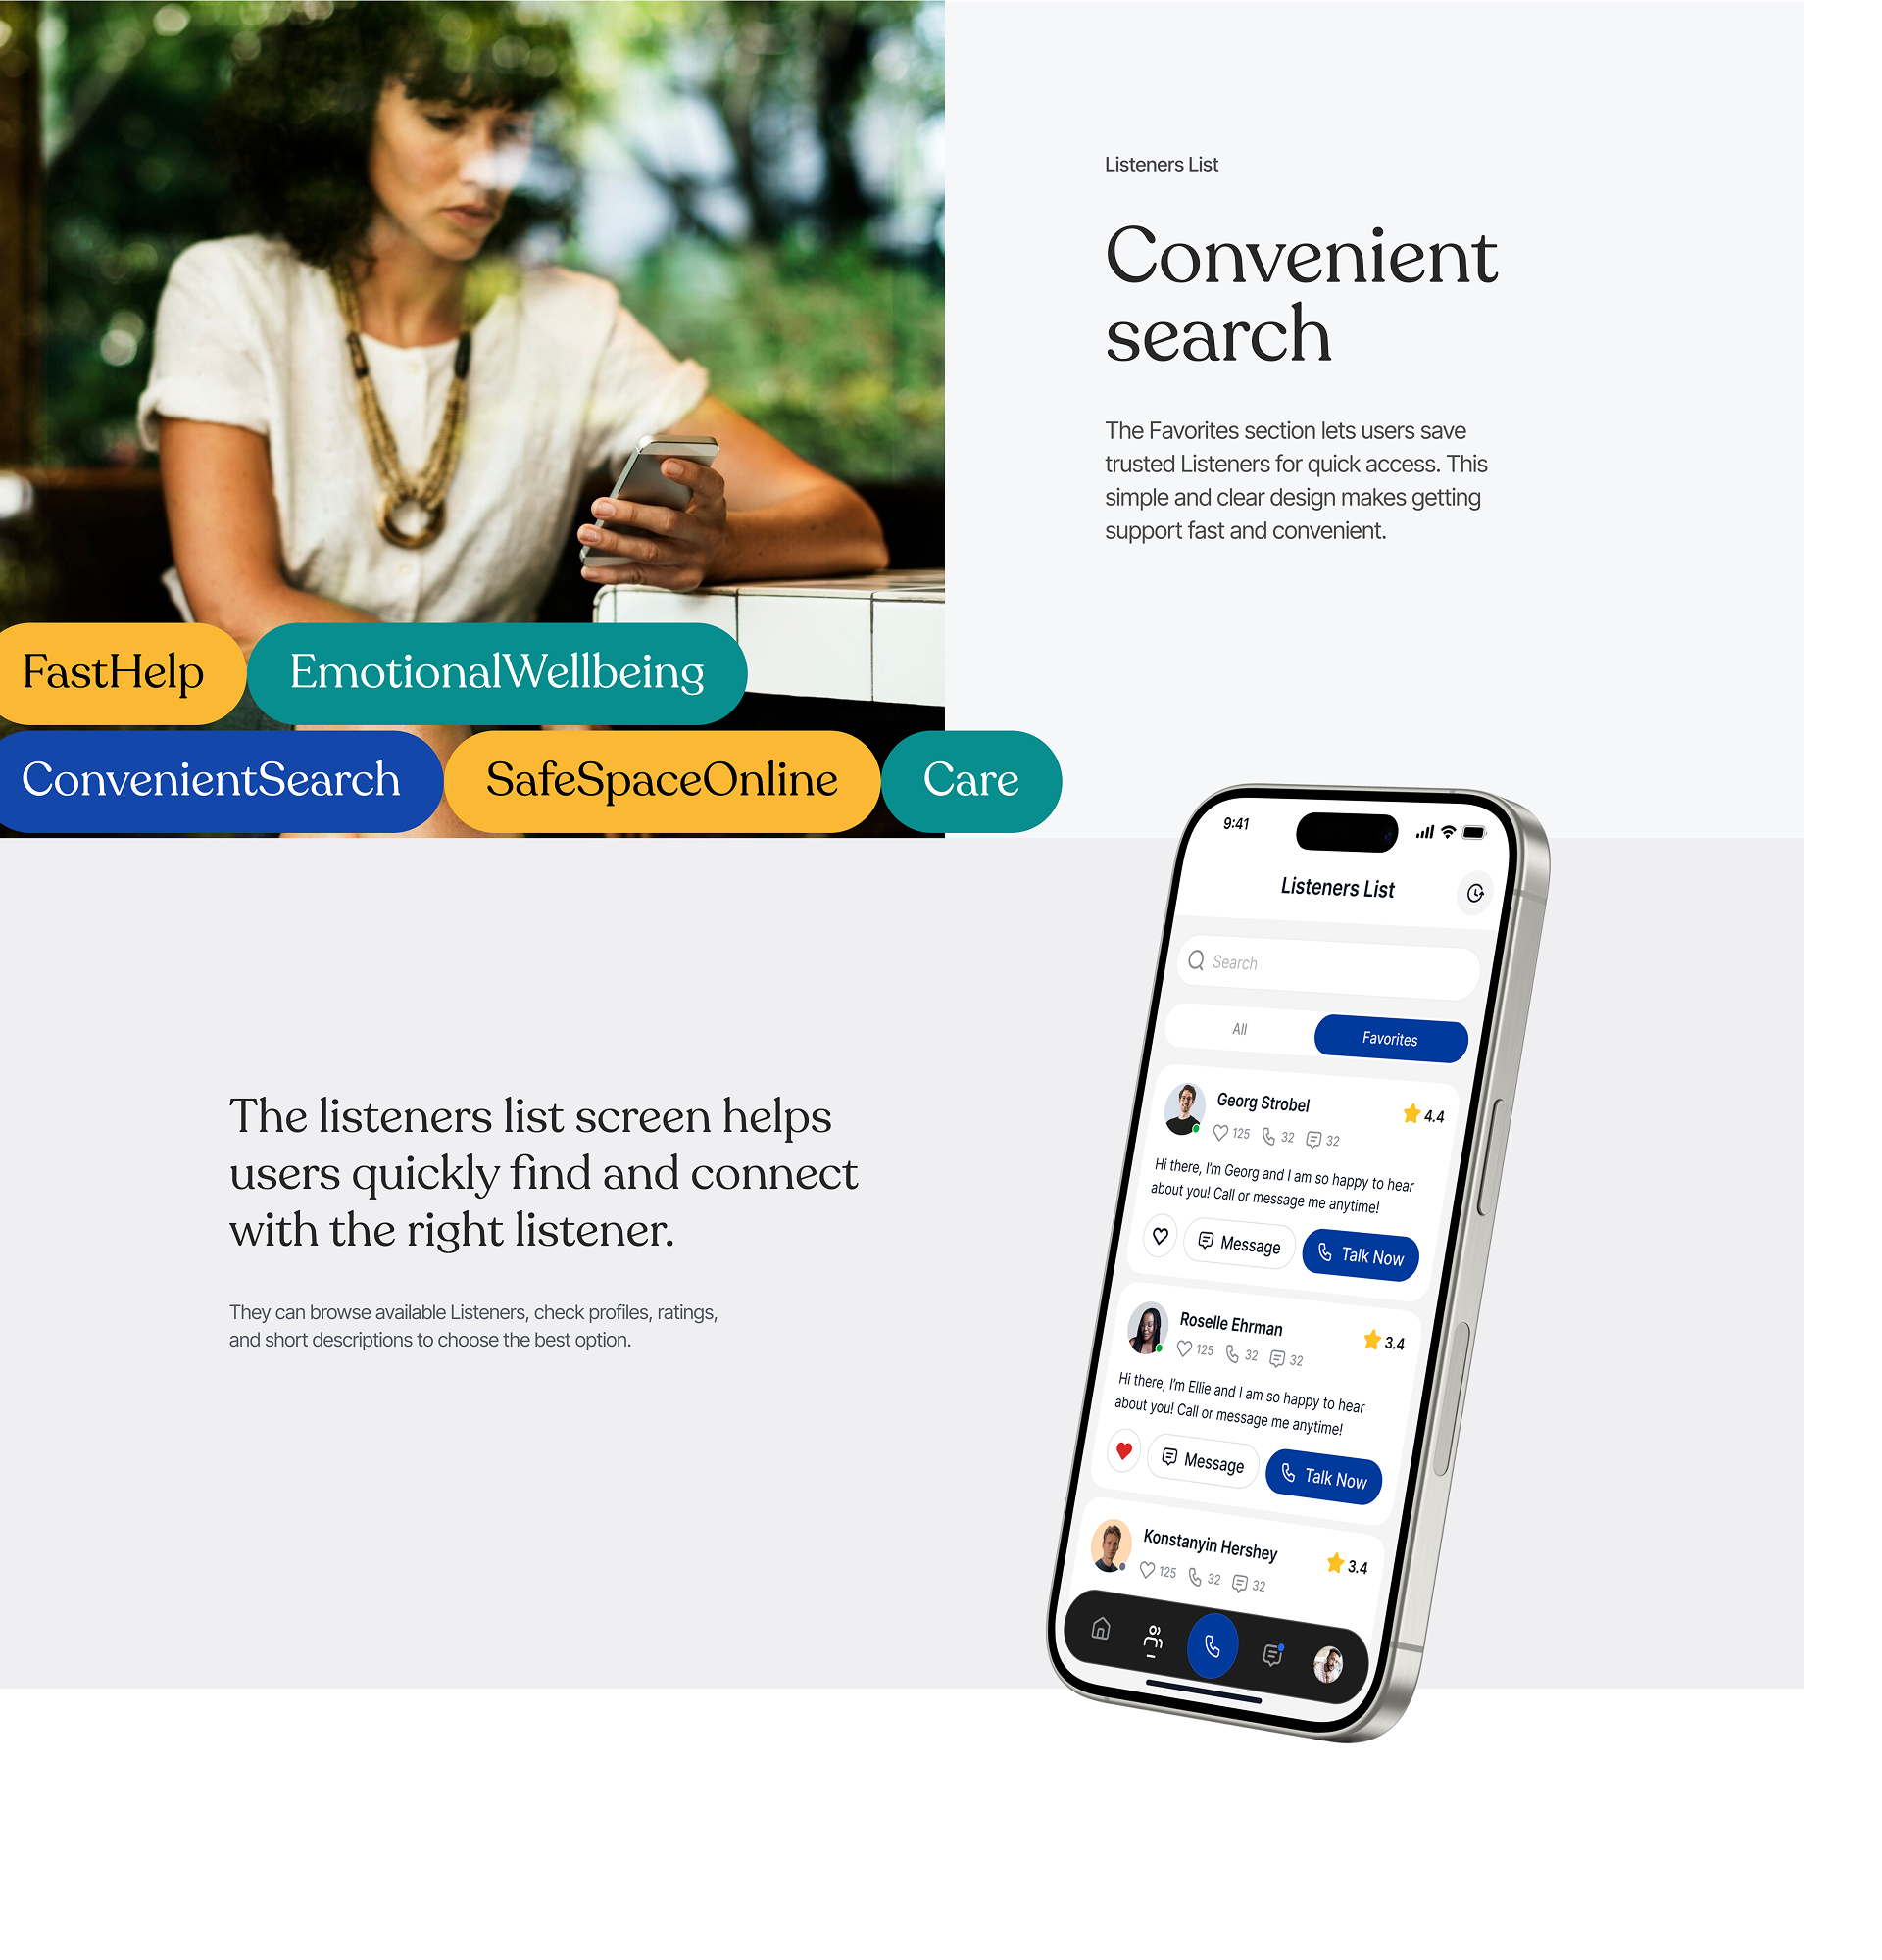 Listeners List
Convenient
search
The Favorites section lets users save
trusted Listeners for quick access. This
simple and clear design makes getting
support fast and convenient.
FastHelp
EmotionalWellbeing
ConvenientSearch
SafeSpaceOnline
Care
The listeners list screen helps
users quickly find and connect
with the right listener.
They can browse available Listeners, check profiles, ratings,
and short descriptions to choose the best option.
9:41
Listeners List
Search
All
Favorites
Georg Strobel
4.4
125 32 32
Hi there, I'm Georg and I am so happy to hear
about you! Call or message me anytime!
Message
Talk Now
Roselle Ehrman
3.4
125 32 32
Hi there, I'm Ellie and I am so happy to hear
about you! Call or message me anytime!
Message
Talk Now
Konstanyin Hershey
3.4
125 32 32